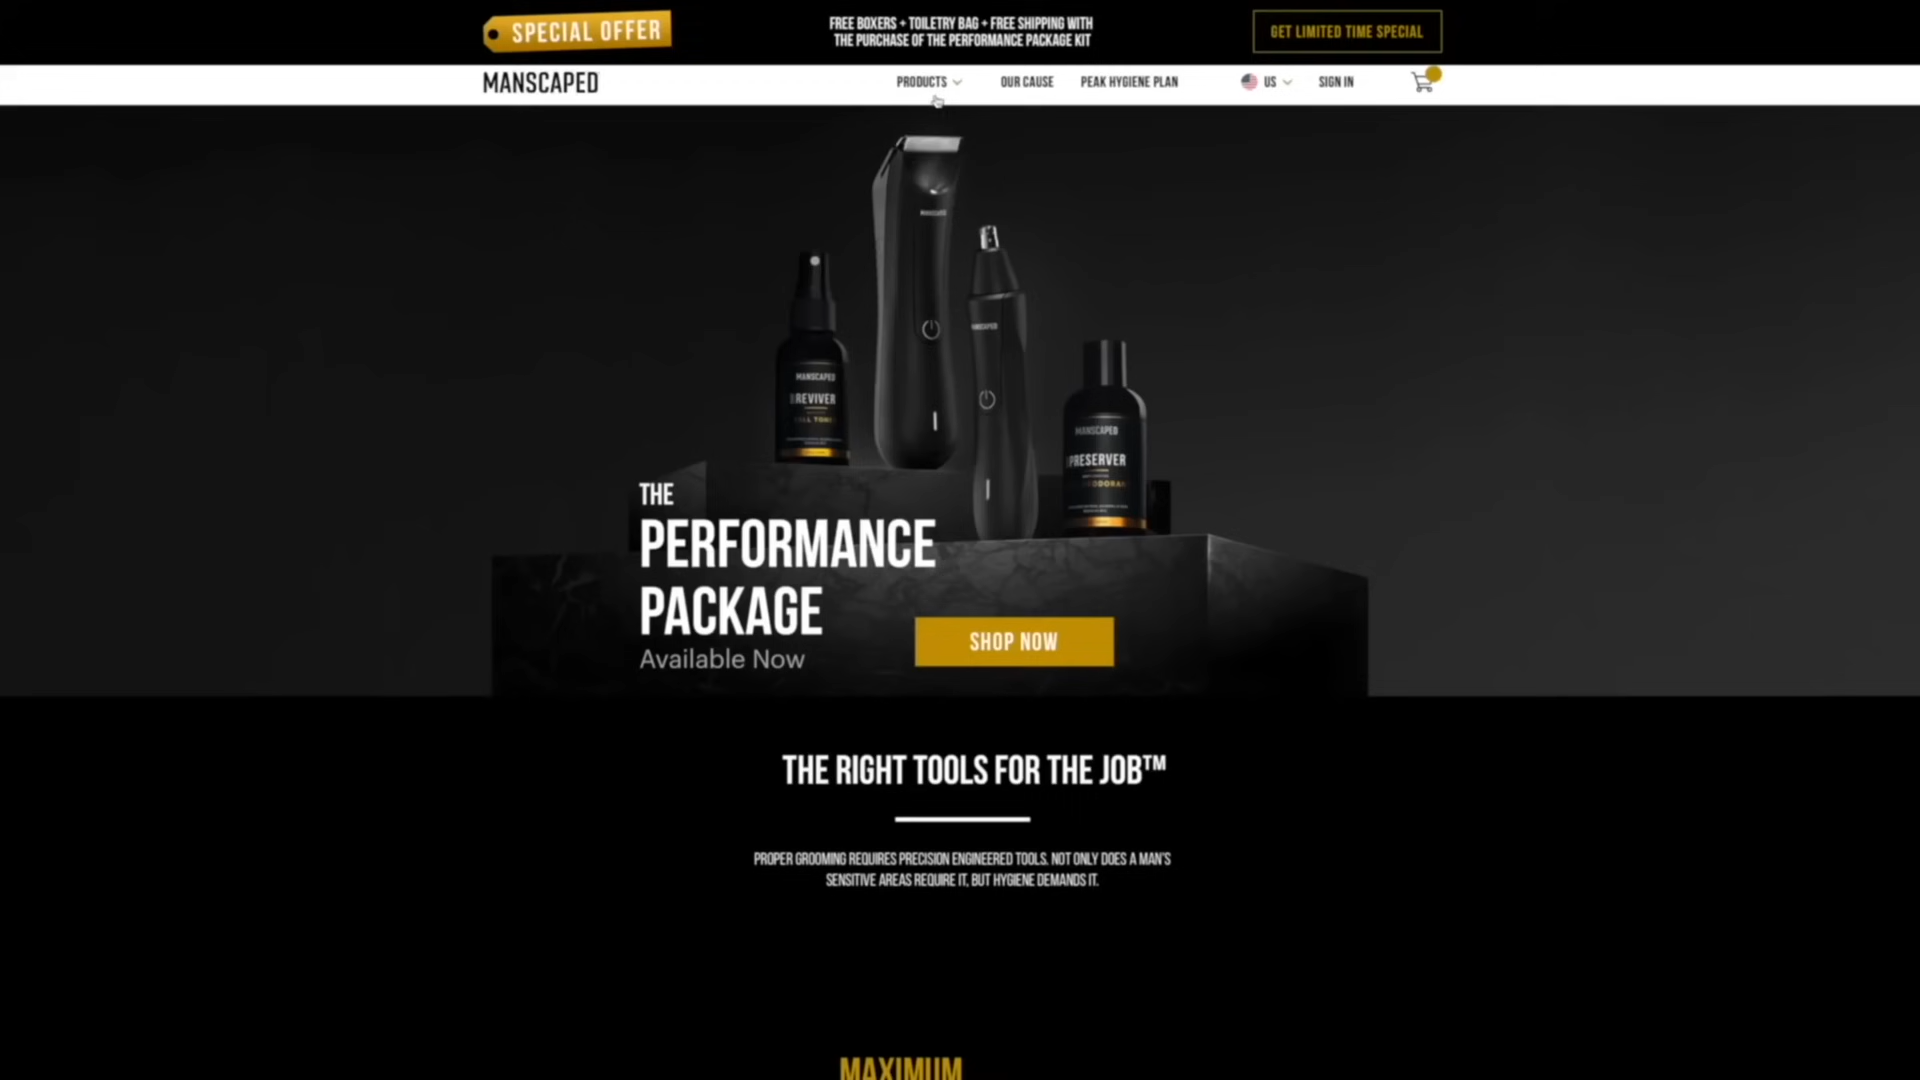 SPECIAL OFFER
FREE BOXERS + TOILETRY BAG + FREE SHIPPING WITH
THE PURCHASE OF THE PERFORMANCE PACKAGE KIT
GET LIMITED TIME SPECIAL
MANSCAPED
PRODUCTS
OUR CAUSE
PEAK HYGIENE PLAN
US
SIGN IN
MANSCAPED
MANSCAPED
MANSCAPED
REVIVER
MANSCAPED
PRESERVER
THE
PERFORMANCE
PACKAGE
Available Now
SHOP NOW
THE RIGHT TOOLS FOR THE JOB™
PROPER GROOMING REQUIRES PRECISION ENGINEERED TOOLS. NOT ONLY DOES A MAN'S
SENSITIVE AREAS REQUIRE IT, BUT HYGIENE DEMANDS IT.
MAXIMUM